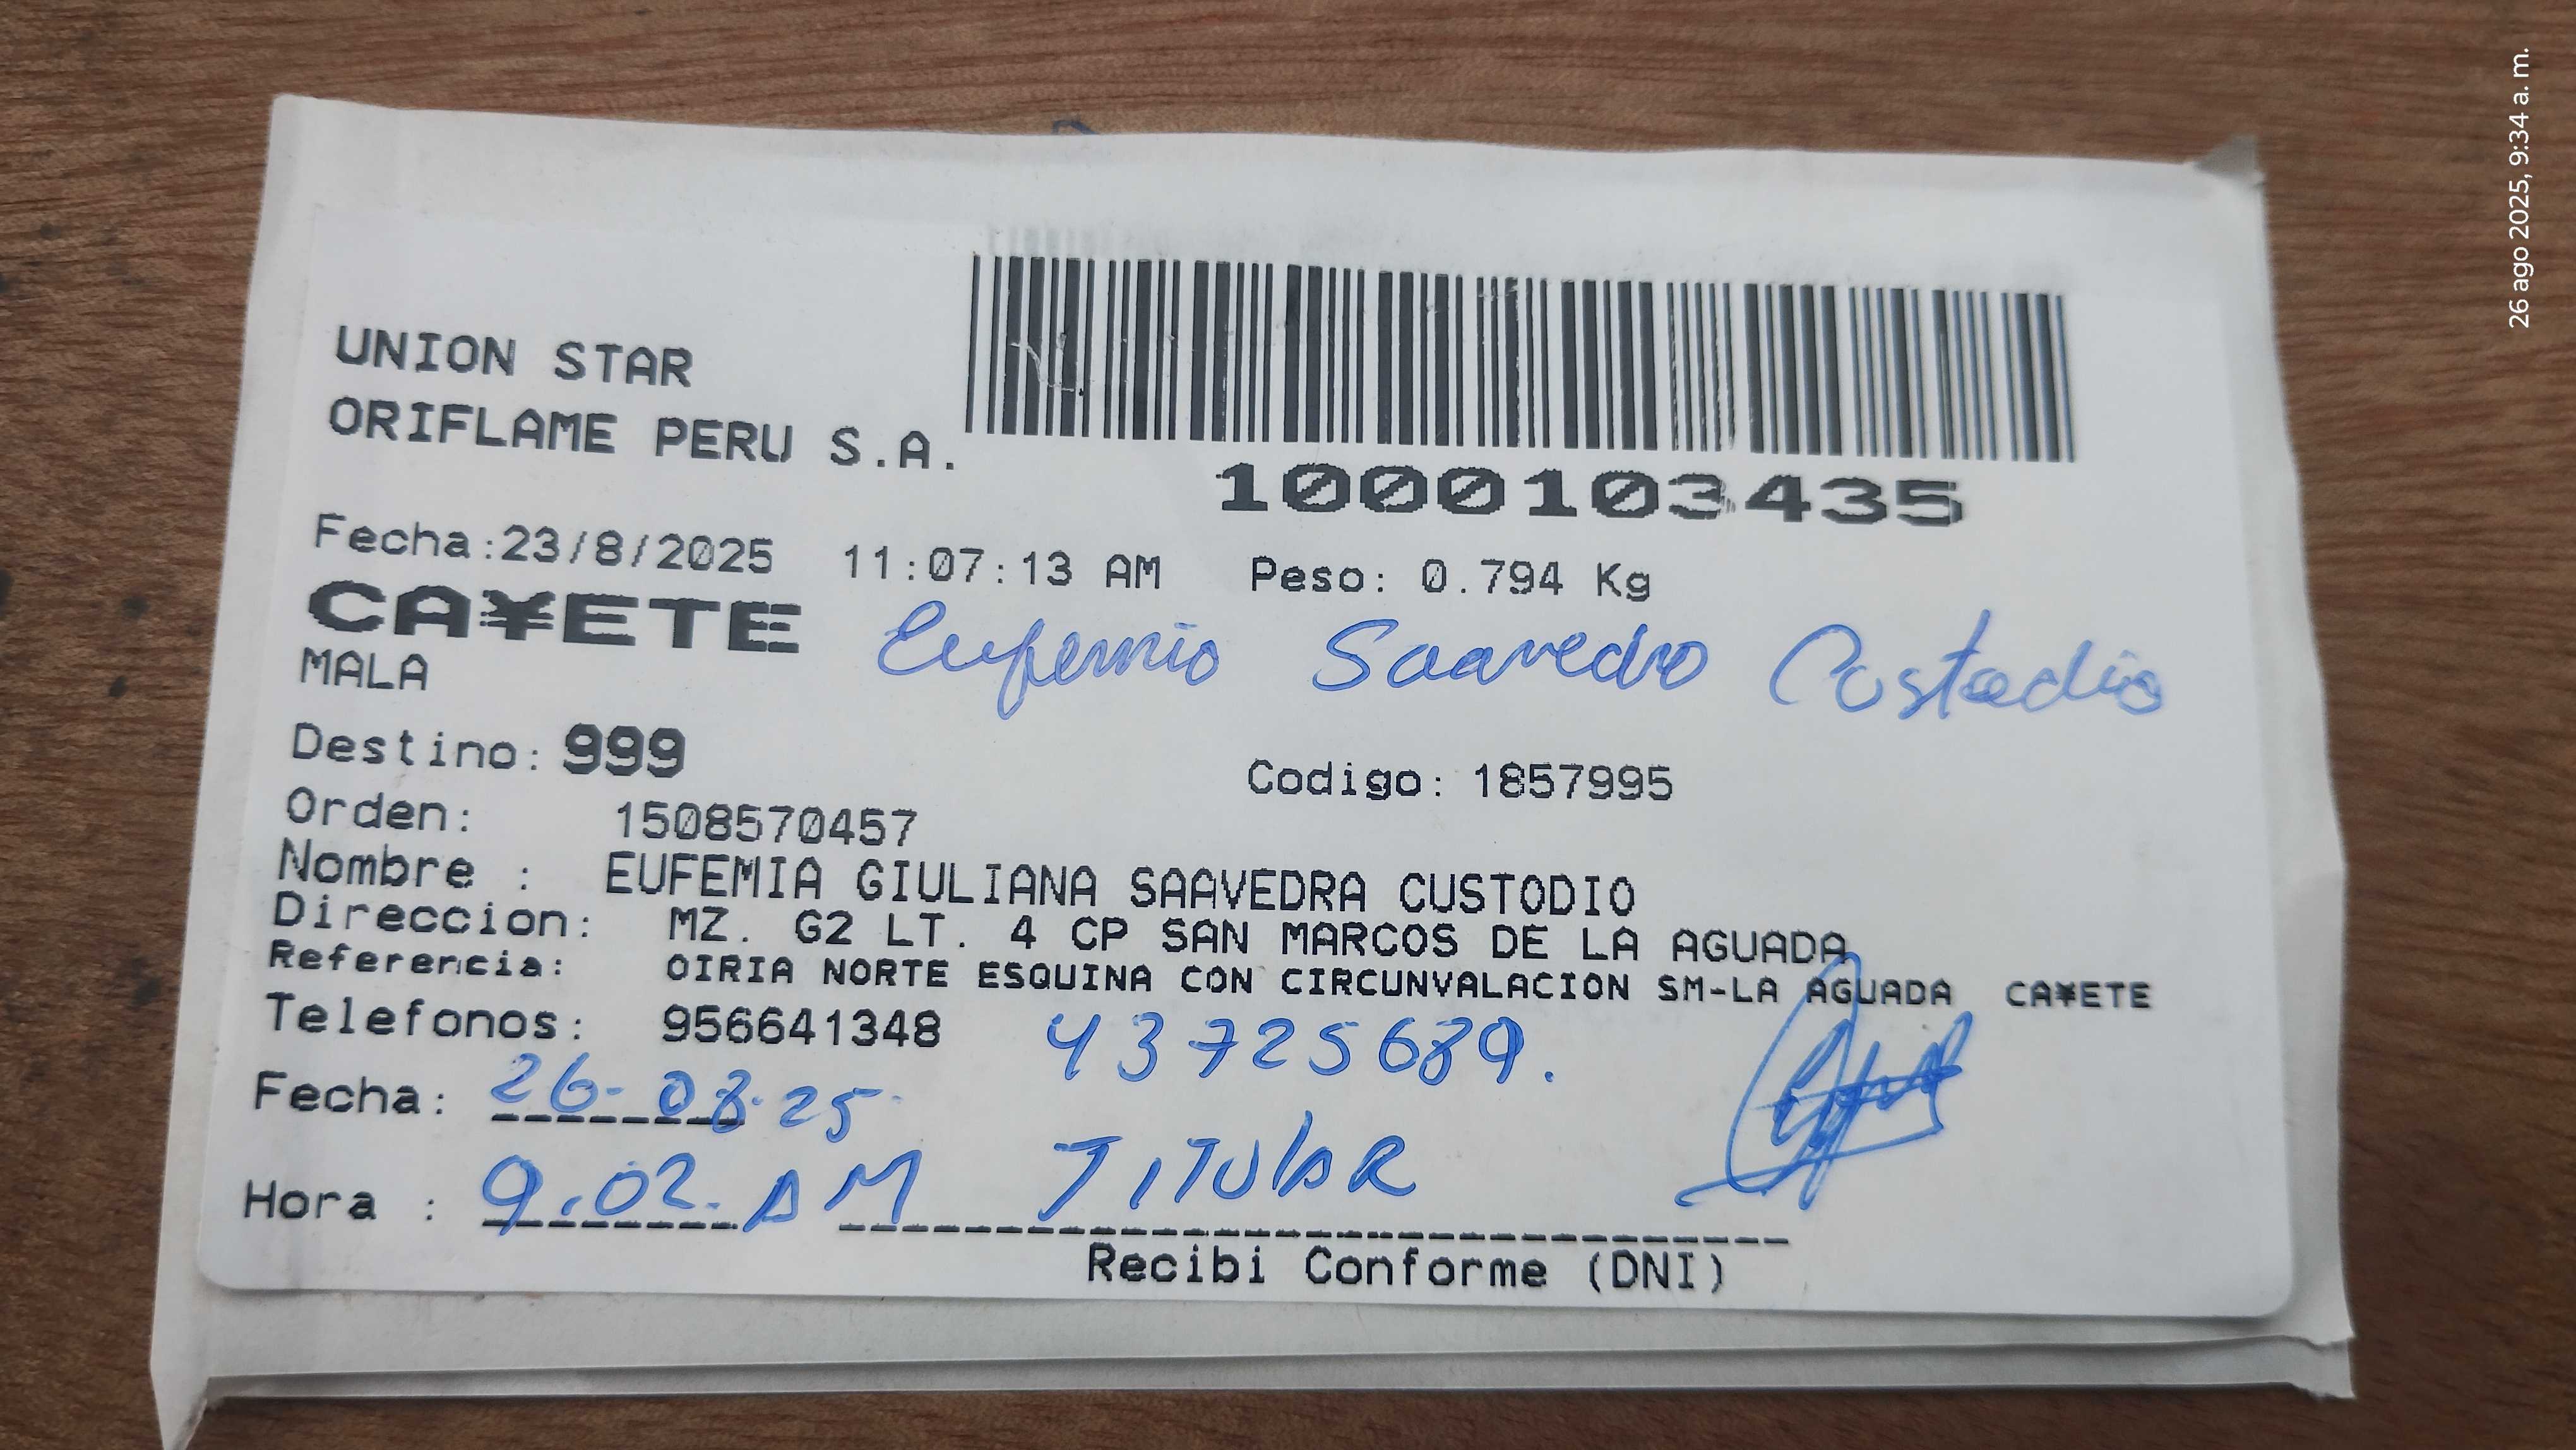 26 ago 2025, 9:34 a. m.
UNION STAR
ORIFLAME PERU S.A.
1000103435
Fecha:23/8/2025 11:07:13 AM Peso: 0.794 Kg
CA¥ETE
Eufemio Saavedro Custodio
MALA
Destino: 999
Codigo: 1857995
Orden: 1508570457
Nombre : EUFEMIA GIULIANA SAAVEDRA CUSTODIO
Direccion: MZ. G2 LT. 4 CP SAN MARCOS DE LA AGUADA
Referencia: OIRIA NORTE ESQUINA CON CIRCUNVALACION SM-LA AGUADA CA¥ETE
Telefonos: 956641348 43725689.
Fecha: 26-08-25
Hora : 9.02. AM TITULAR
Recibi Conforme (DNI)